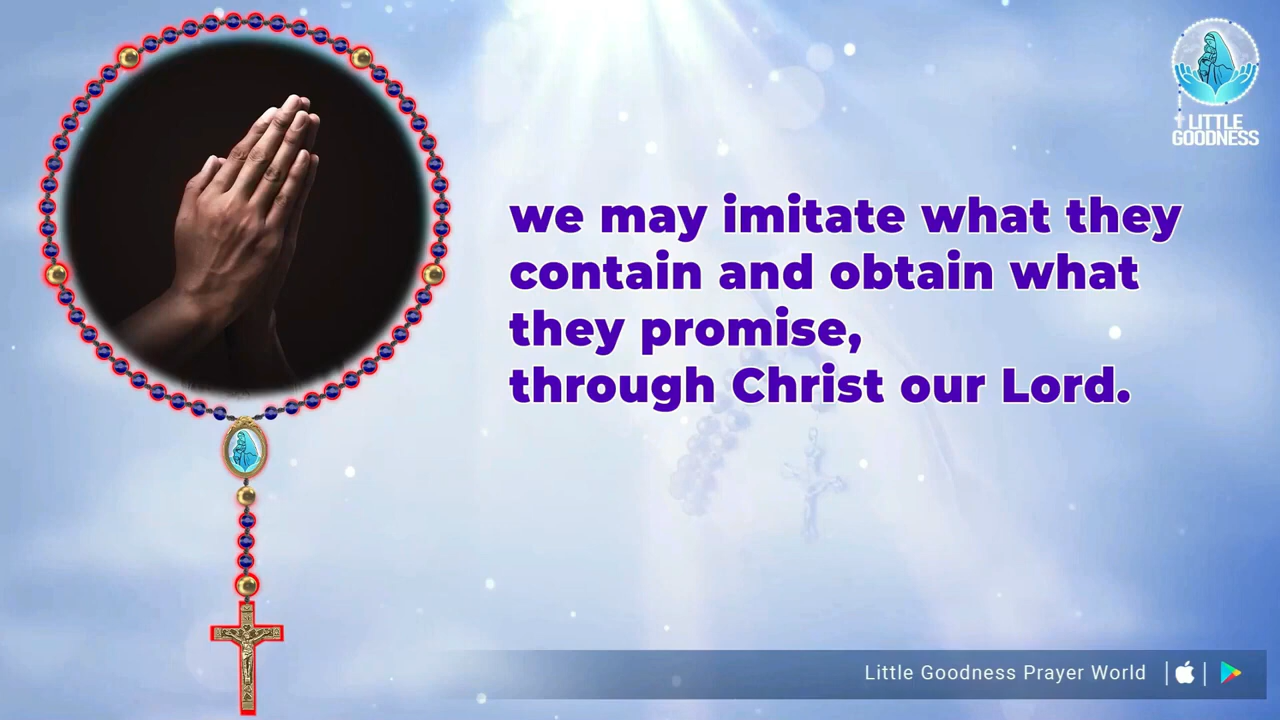 LITTLE
GOODNESS
we may imitate what they
contain and obtain what
they promise,
through Christ our Lord.
Little Goodness Prayer World